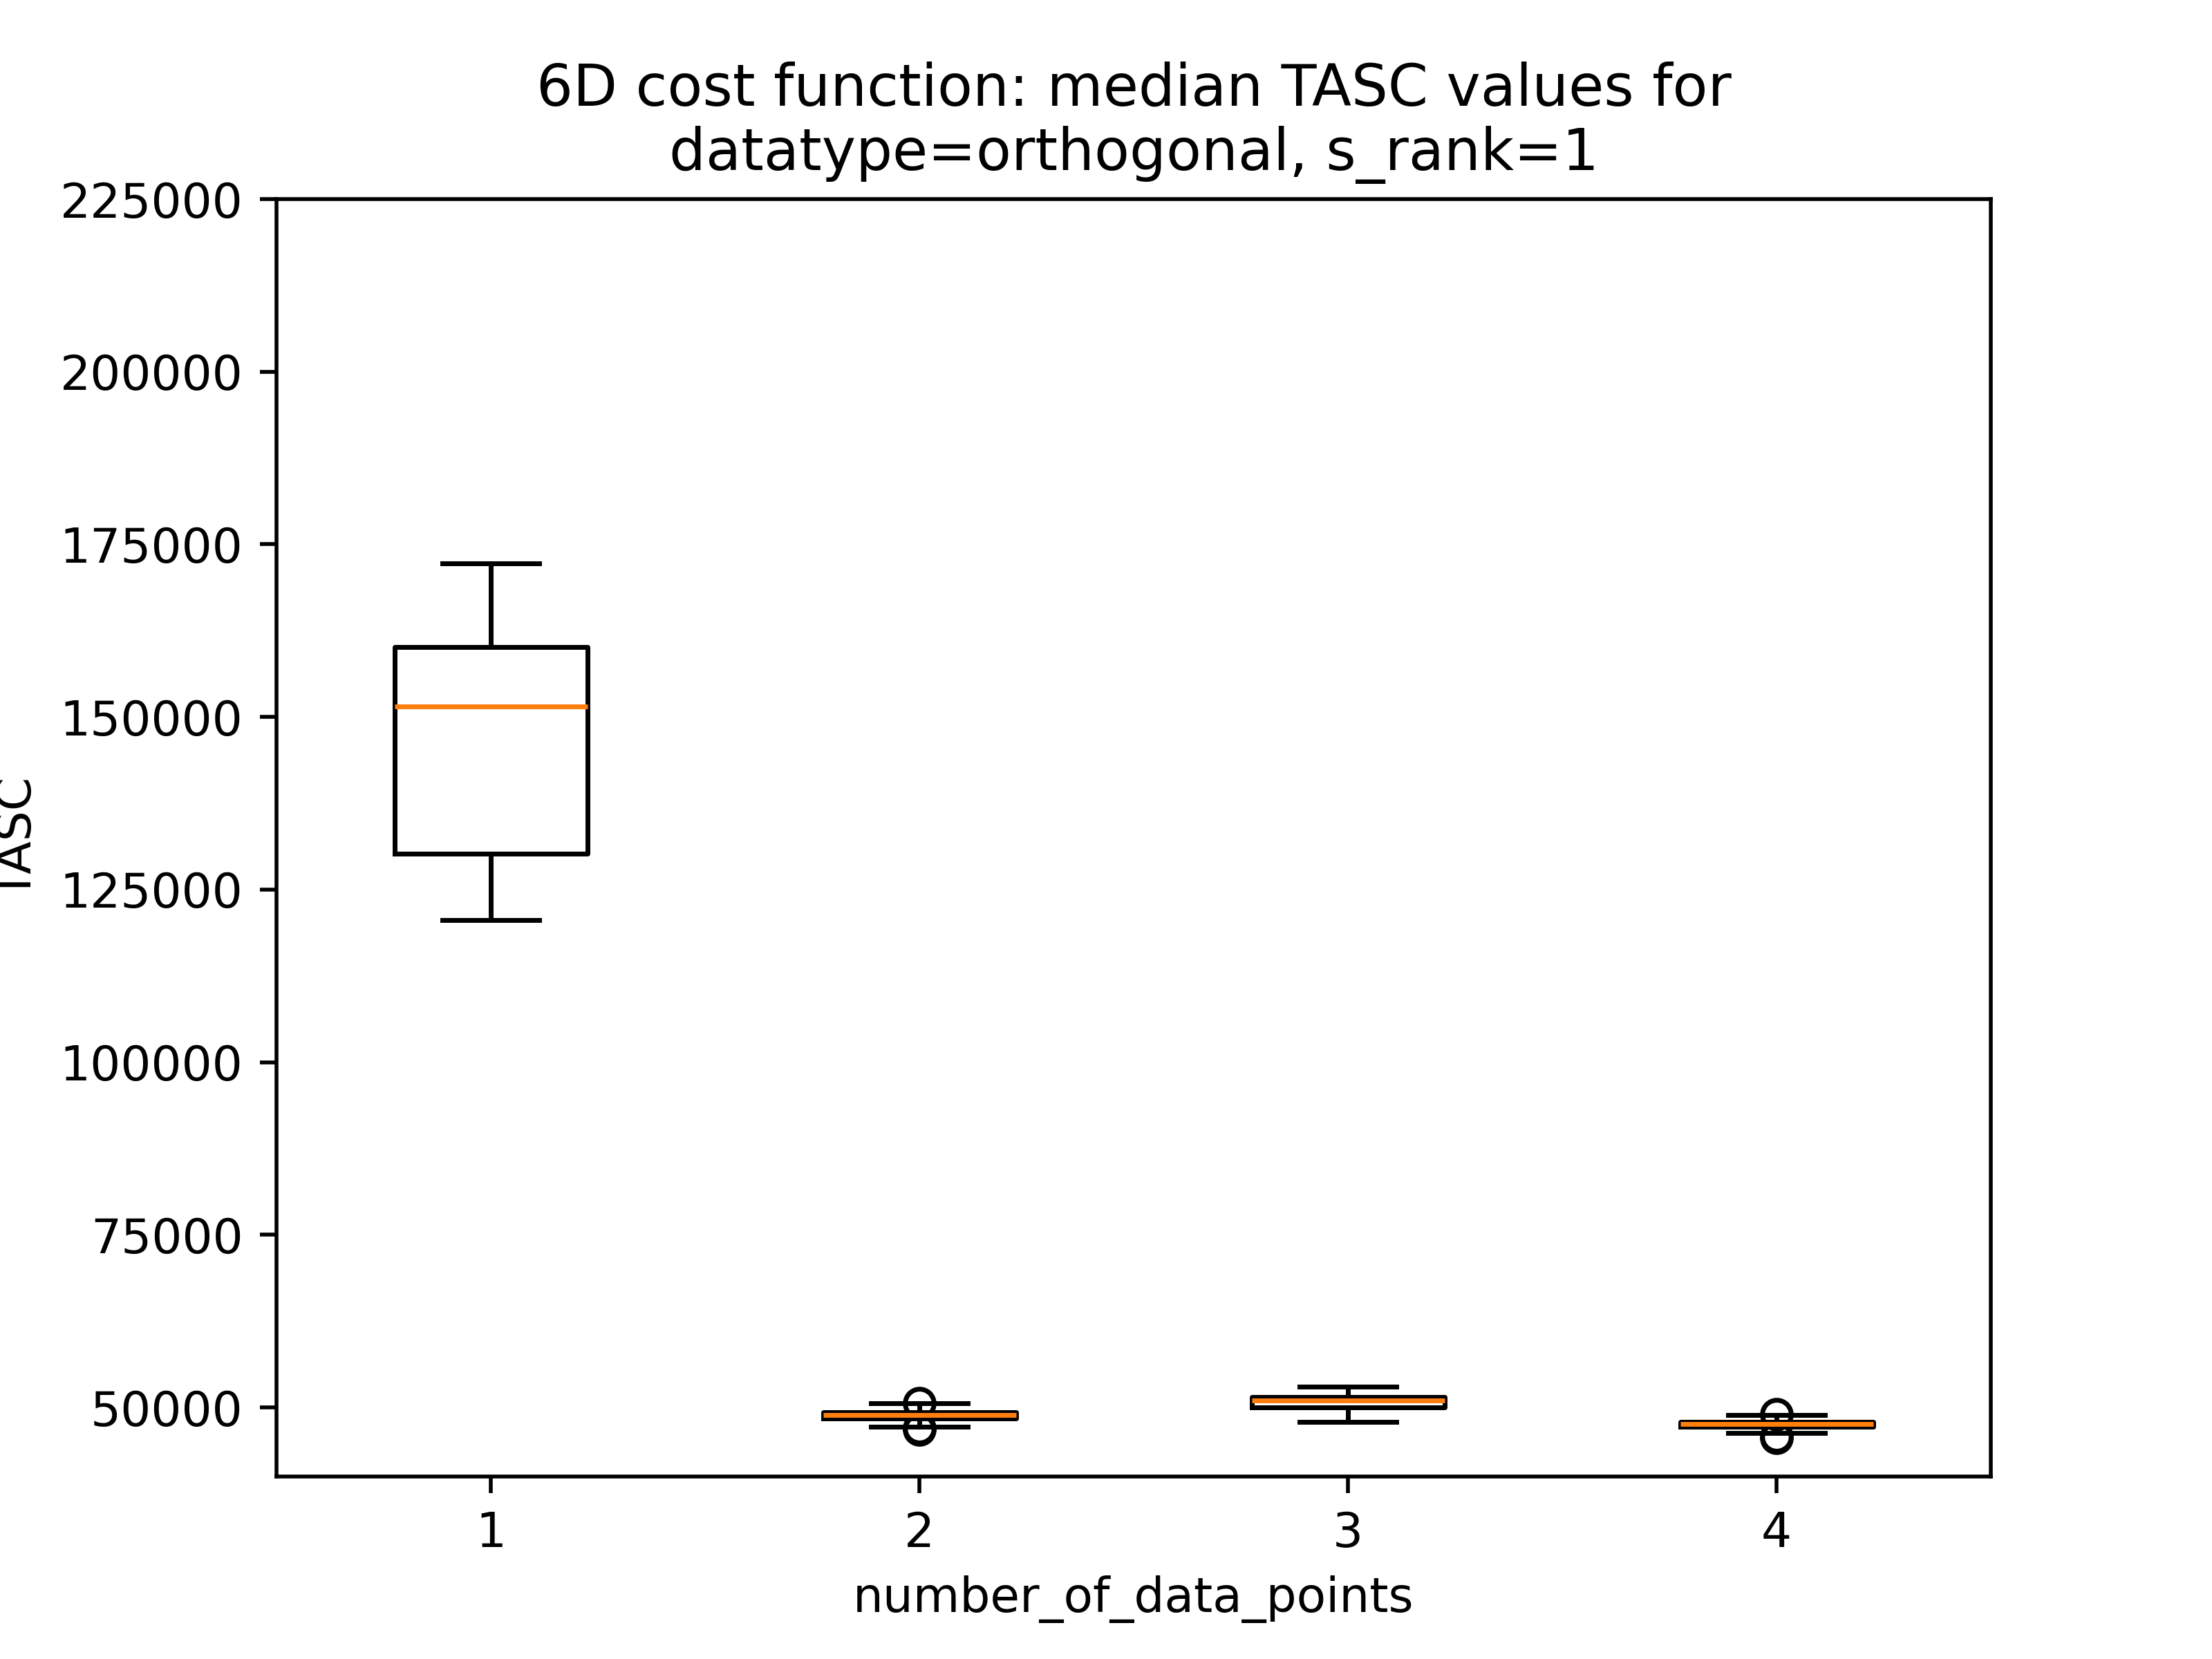 6D cost function: median TASC values for
datatype=orthogonal, s_rank=1
225000
200000
175000
150000
125000
100000
75000
50000
TASC
1 2 3 4
number_of_data_points